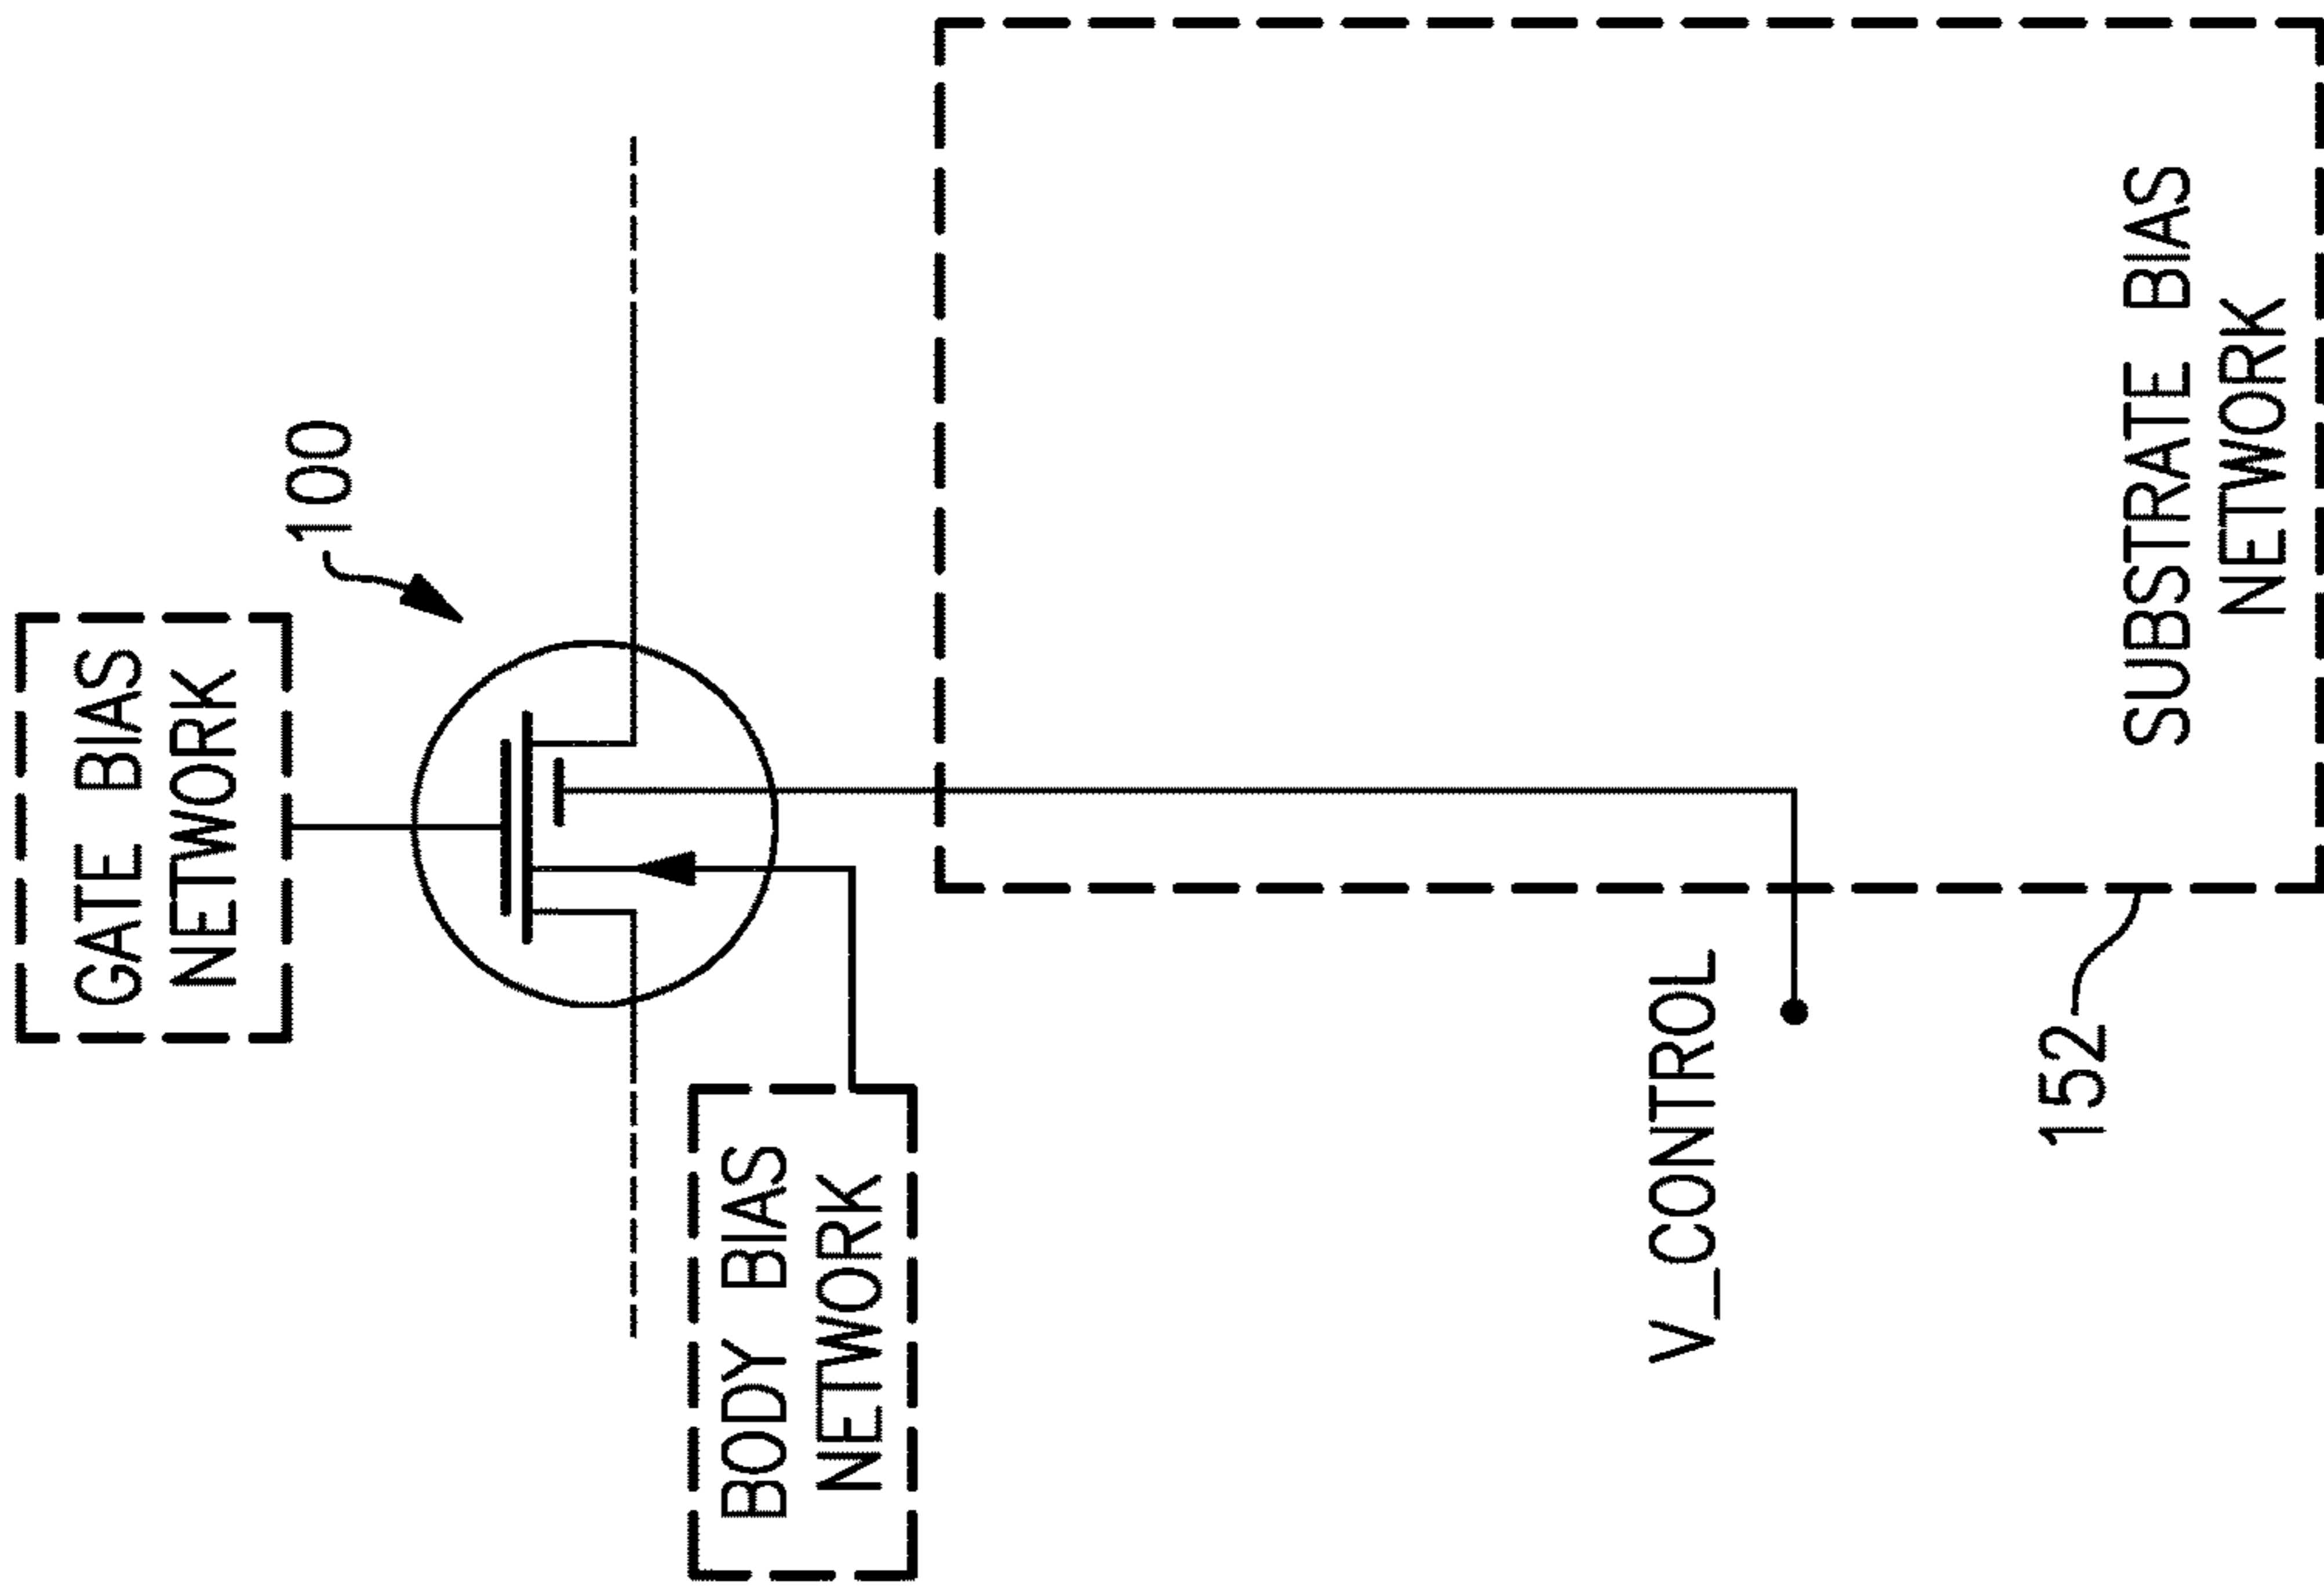 GATE BIAS
NETWORK
100
BODY BIAS
NETWORK
V_CONTROL
152
SUBSTRATE BIAS
NETWORK